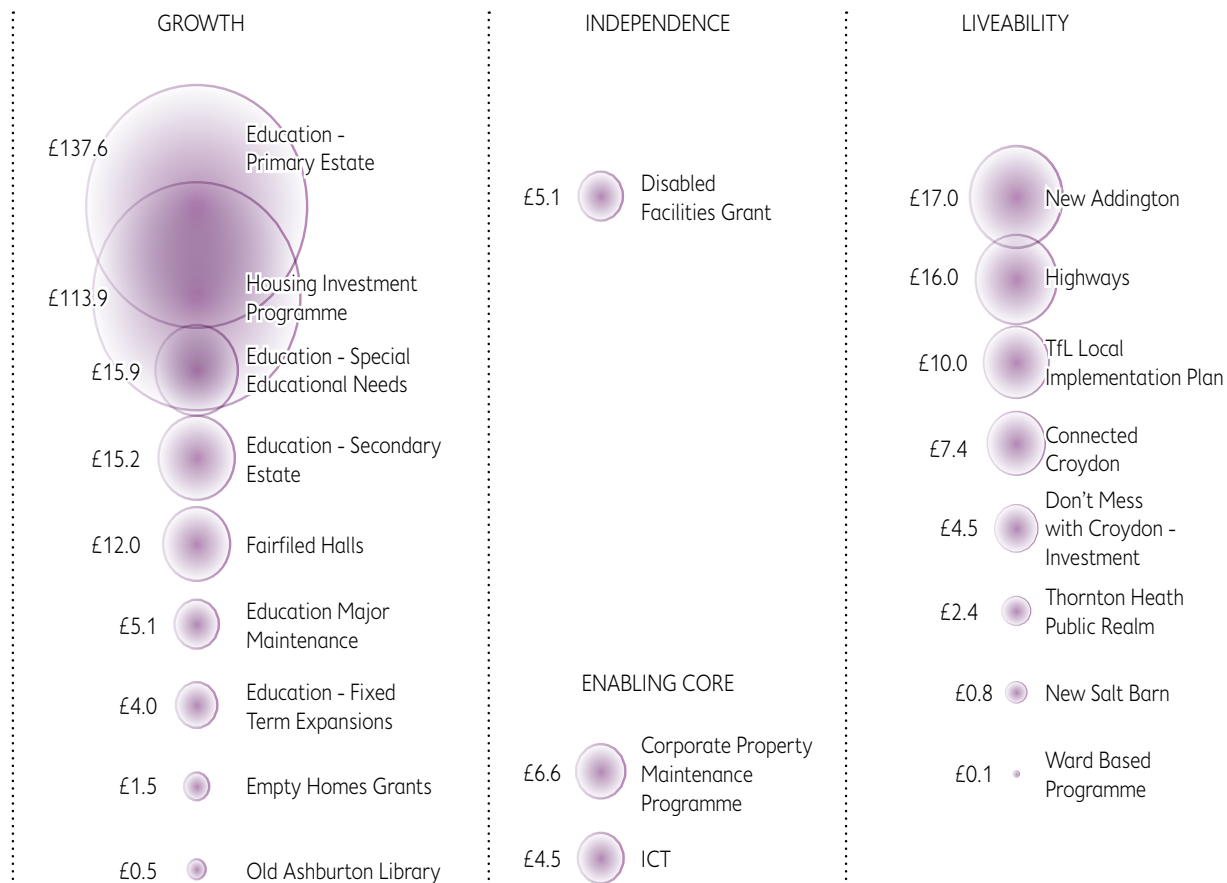 GROWTH
£137.6
Education -
Primary Estate
£113.9
Housing Investment
Programme
£15.9
Education - Special
Educational Needs
£15.2
Education - Secondary
Estate
£12.0
Fairfiled Halls
£5.1
Education Major
Maintenance
£4.0
Education - Fixed
Term Expansions
£1.5
Empty Homes Grants
£0.5
Old Ashburton Library
INDEPENDENCE
£5.1
Disabled
Facilities Grant
ENABLING CORE
£6.6
Corporate Property
Maintenance
Programme
£4.5
ICT
LIVEABILITY
£17.0
New Addington
£16.0
Highways
£10.0
TfL Local
Implementation Plan
£7.4
Connected
Croydon
£4.5
Don't Mess
with Croydon -
Investment
£2.4
Thornton Heath
Public Realm
£0.8
New Salt Barn
£0.1
Ward Based
Programme